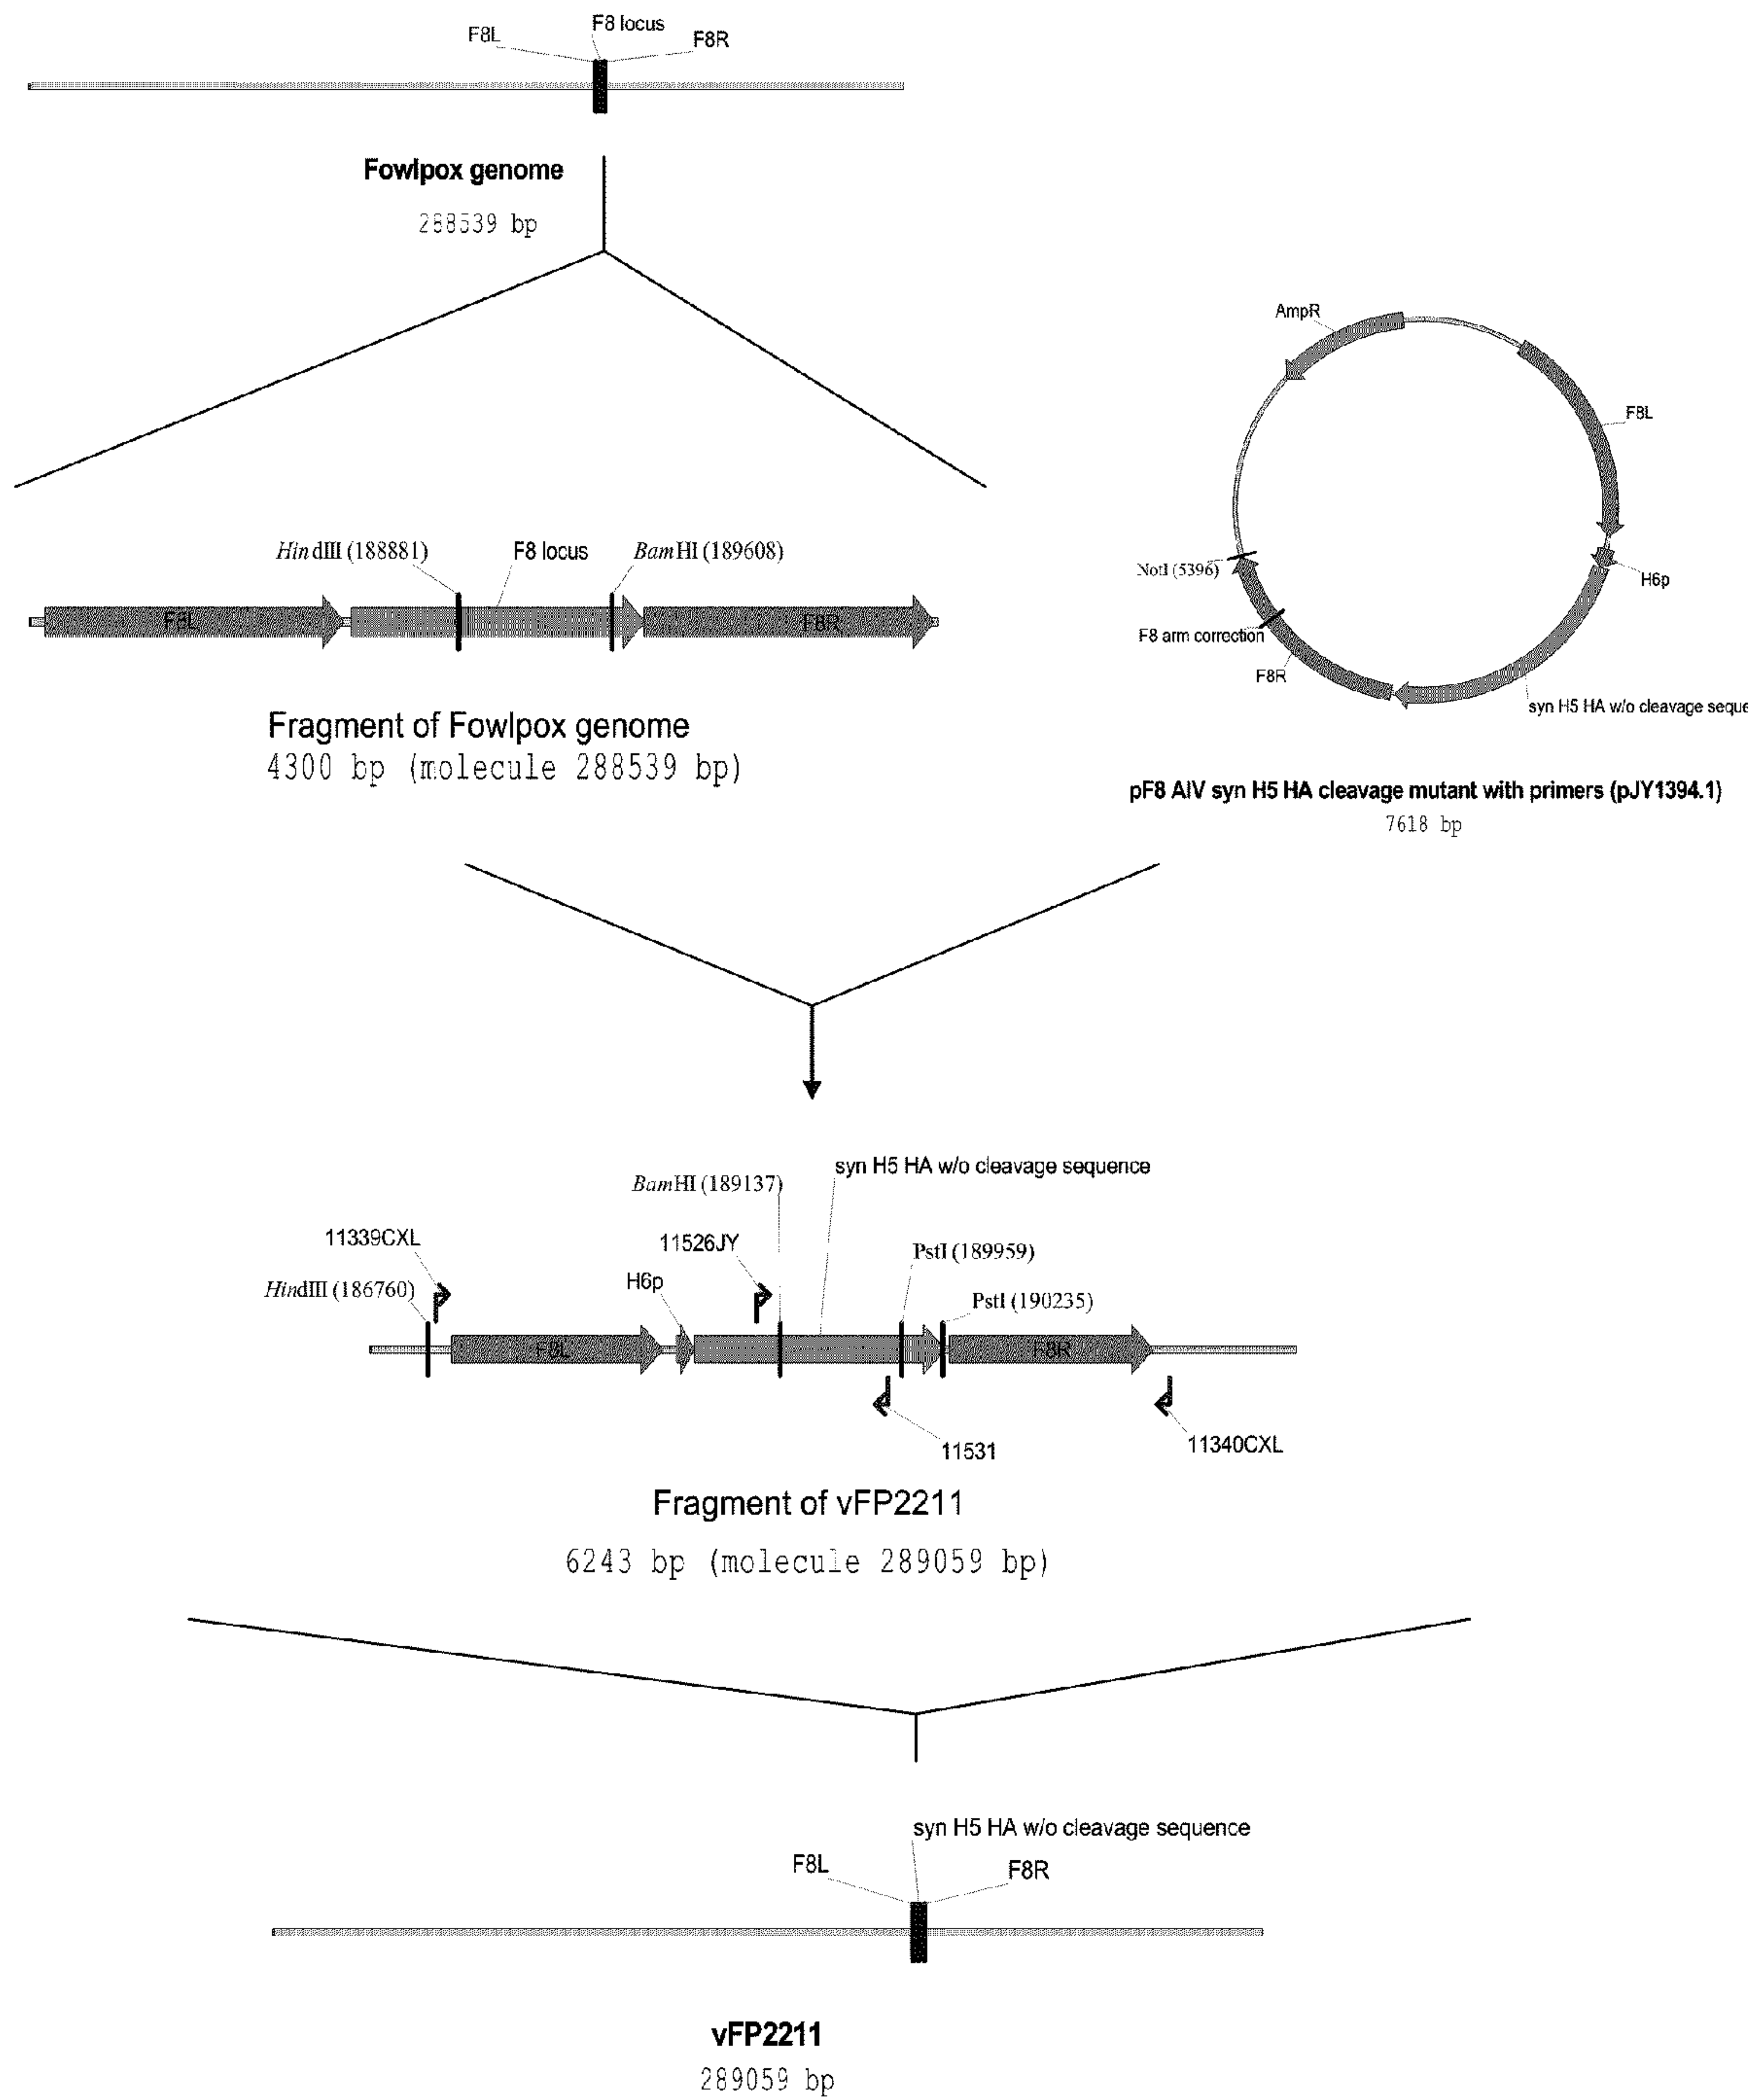 F8 locus
F8L
F8R
Fowlpox genome
288539 bp
AmpR
F8L
HindIII (188881)
F8 locus
BamHI (189608)
NotI (5396)
H6p
F8L
F8R
F8 arm correction
F8R
syn H5 HA w/o cleavage seque
Fragment of Fowlpox genome
4300 bp (molecule 288539 bp)
pF8 AIV syn H5 HA cleavage mutant with primers (pJY1394.1)
7618 bp
syn H5 HA w/o cleavage sequence
BamHI (189137)
11339CXL
11526JY
PstI (189959)
HindIII (186760)
H6p
PstI (190235)
F8L
F8R
11531
11340CXL
Fragment of vFP2211
6243 bp (molecule 289059 bp)
syn H5 HA w/o cleavage sequence
F8L
F8R
vFP2211
289059 bp